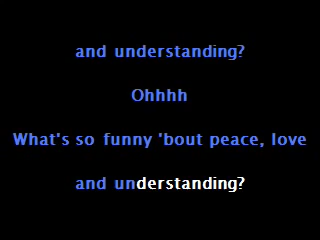 and understanding?
Ohhhh
What's so funny 'bout peace, love
and understanding?